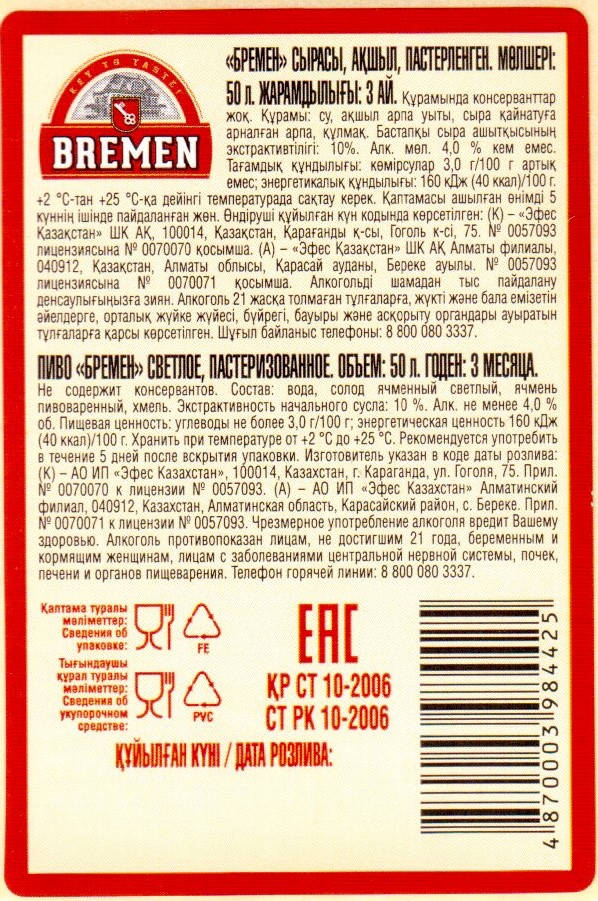 KEY TO TASTE!
BREMEN
«БРЕМЕН» СЫРАСЫ, АҚШЫЛ, ПАСТЕРЛЕНГЕН. МӨЛШЕРІ:
50 л. ЖАРАМДЫЛЫҒЫ: 3 АЙ. Құрамында консерванттар
жоқ. Құрамы: су, ақшыл арпа уыты, сыра қайнатуға
арналған арпа, құлмақ. Бастапқы сыра ашытқысының
экстрактивтілігі: 10%. Алк. мөл. 4,0 % кем емес.
Тағамдық құндылығы: көмірсулар 3,0 г/100 г артық
емес; энергетикалық құндылығы: 160 кДж (40 ккал)/100 г.
+2 °С-тан +25 °С-қа дейінгі температурада сақтау керек. Қаптамасы ашылған өнімді 5
күннің ішінде пайдаланған жөн. Өндіруші құйылған күн кодында көрсетілген: (К) – «Эфес
Қазақстан» ШК АҚ, 100014, Қазақстан, Қарағанды қ-сы, Гоголь к-сі, 75. № 0057093
лицензиясына № 0070070 қосымша. (А) – «Эфес Қазақстан» ШК АҚ Алматы филиалы,
040912, Қазақстан, Алматы облысы, Қарасай ауданы, Береке ауылы. № 0057093
лицензиясына № 0070071 қосымша. Алкогольді шамадан тыс пайдалану
денсаулығыңызға зиян. Алкоголь 21 жасқа толмаған тұлғаларға, жүкті және бала емізетін
әйелдерге, орталық жүйке жүйесі, бүйрегі, бауыры және асқорыту органдары ауыратын
тұлғаларға қарсы көрсетілген. Шұғыл байланыс телефоны: 8 800 080 3337.
ПИВО «БРЕМЕН» СВЕТЛОЕ, ПАСТЕРИЗОВАННОЕ. ОБЪЕМ: 50 л. ГОДЕН: 3 МЕСЯЦА.
Не содержит консервантов. Состав: вода, солод ячменный светлый, ячмень
пивоваренный, хмель. Экстрактивность начального сусла: 10 %. Алк. не менее 4,0 %
об. Пищевая ценность: углеводы не более 3,0 г/100 г; энергетическая ценность 160 кДж
(40 ккал)/100 г. Хранить при температуре от +2 °С до +25 °С. Рекомендуется употребить
в течение 5 дней после вскрытия упаковки. Изготовитель указан в коде даты розлива:
(К) – АО ИП «Эфес Казахстан», 100014, Казахстан, г. Караганда, ул. Гоголя, 75. Прил.
№ 0070070 к лицензии № 0057093. (А) – АО ИП «Эфес Казахстан» Алматинский
филиал, 040912, Казахстан, Алматинская область, Карасайский район, с. Береке. Прил.
№ 0070071 к лицензии № 0057093. Чрезмерное употребление алкоголя вредит Вашему
здоровью. Алкоголь противопоказан лицам, не достигшим 21 года, беременным и
кормящим женщинам, лицам с заболеваниями центральной нервной системы, почек,
печени и органов пищеварения. Телефон горячей линии: 8 800 080 3337.
Қаптама туралы
мәліметтер:
Сведения об
упаковке:
FE
Тығындаушы
құрал туралы
мәліметтер:
Сведения об
укупорочном
средстве:
PVC
ЕАС
ҚР СТ 10-2006
СТ РК 10-2006
ҚҰЙЫЛҒАН КҮНІ / ДАТА РОЗЛИВА:
4 870003 984425